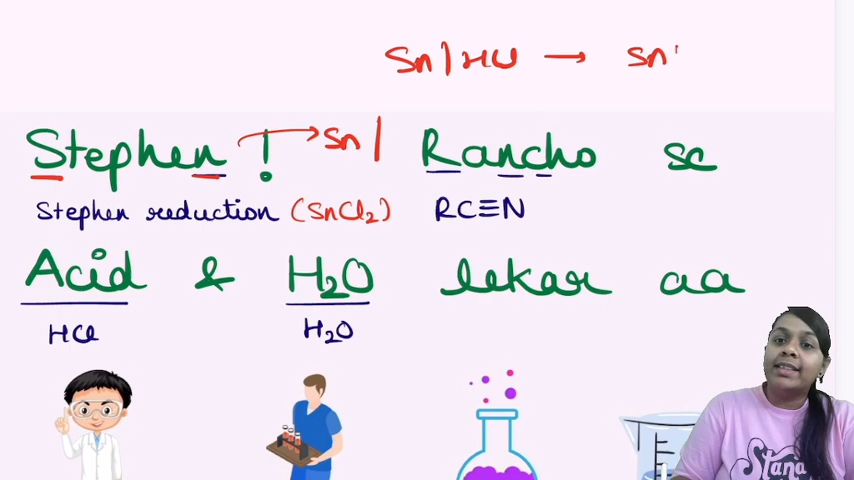 Sn/HCl → Sn
Stephen ! → Sn/ Rancho se
Stephen reduction (SnCl₂) RC≡N
Acid & H₂O lekar aa
HCl H₂O
Stana